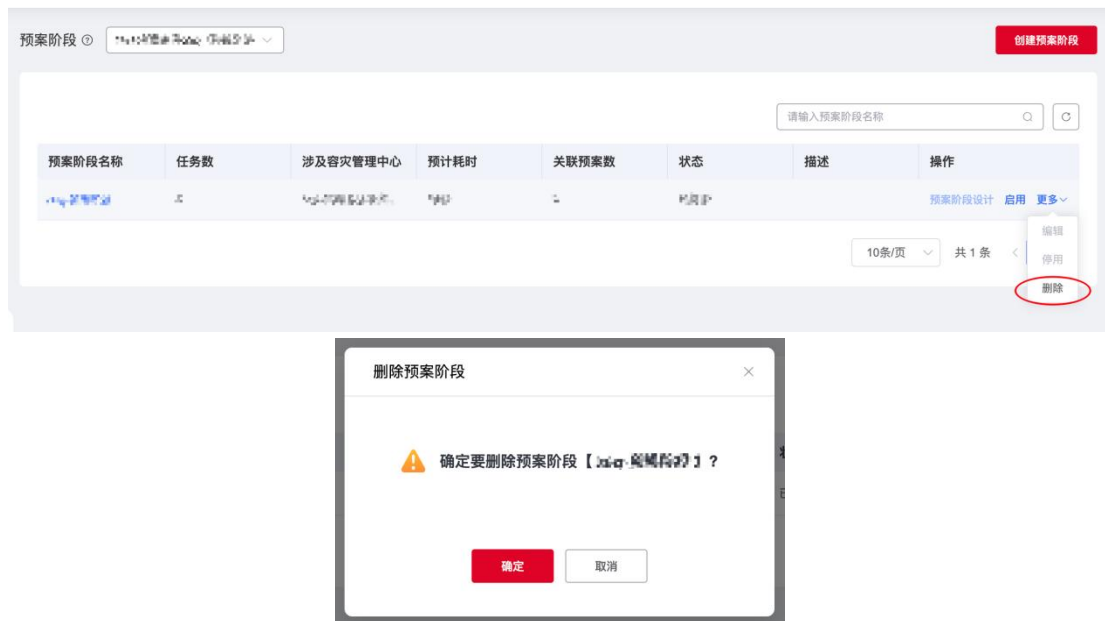 预案阶段
创建预案阶段
请输入预案阶段名称
预案阶段名称 任务数 涉及容灾管理中心 预计耗时 关联预案数 状态 描述 操作
预案阶段设计 启用 更多
编辑
10条/页 共 1 条
停用
删除
删除预案阶段
确定要删除预案阶段【 】?
确定 取消